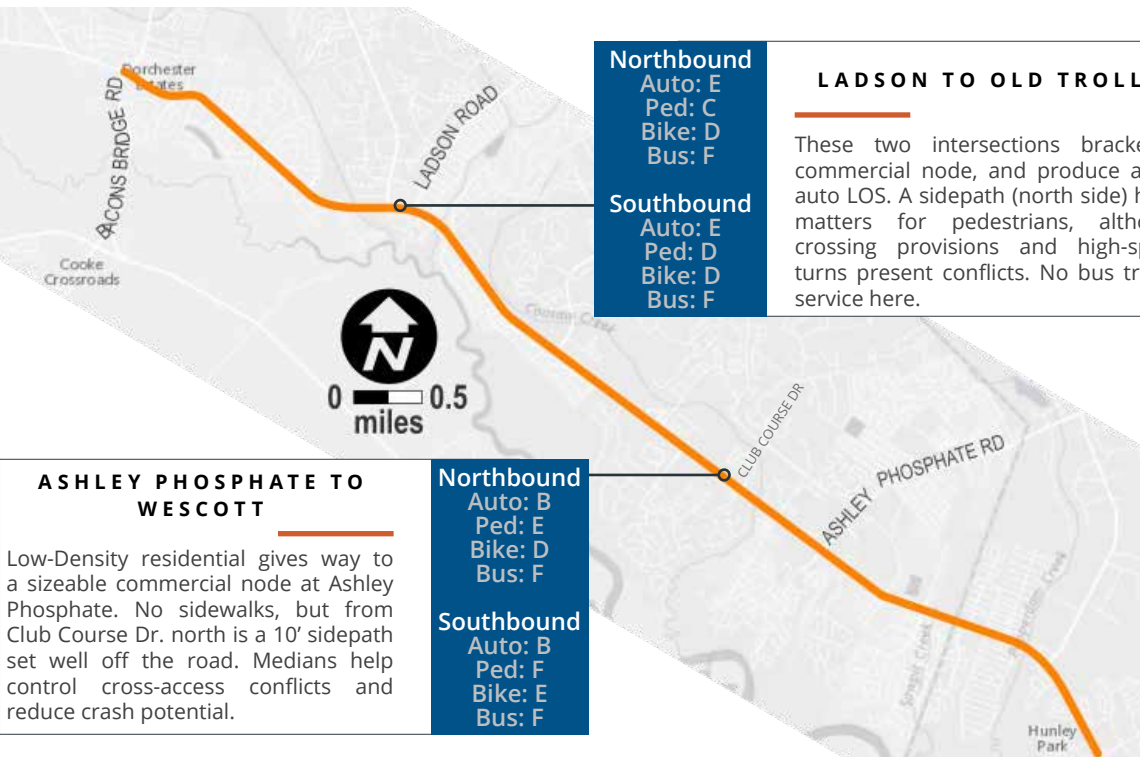 Dorchester
Estates
BACONS BRIDGE RD
LADSON ROAD
Cooke
Crossroads
N
0 0.5
miles
Northbound
Auto: E
Ped: C
Bike: D
Bus: F
Southbound
Auto: E
Ped: D
Bike: D
Bus: F
LADSON TO OLD TROLL
These two intersections bracke
commercial node, and produce a
auto LOS. A sidepath (north side) h
matters for pedestrians, alth
crossing provisions and high-sp
turns present conflicts. No bus tr
service here.
CLUB COURSE DR
ASHLEY PHOSPHATE RD
ASHLEY PHOSPHATE TO
WESCOTT
Low-Density residential gives way to
a sizeable commercial node at Ashley
Phosphate. No sidewalks, but from
Club Course Dr. north is a 10’ sidepath
set well off the road. Medians help
control cross-access conflicts and
reduce crash potential.
Northbound
Auto: B
Ped: E
Bike: D
Bus: F
Southbound
Auto: B
Ped: F
Bike: E
Bus: F
Creek
Creek
Hunley
Park